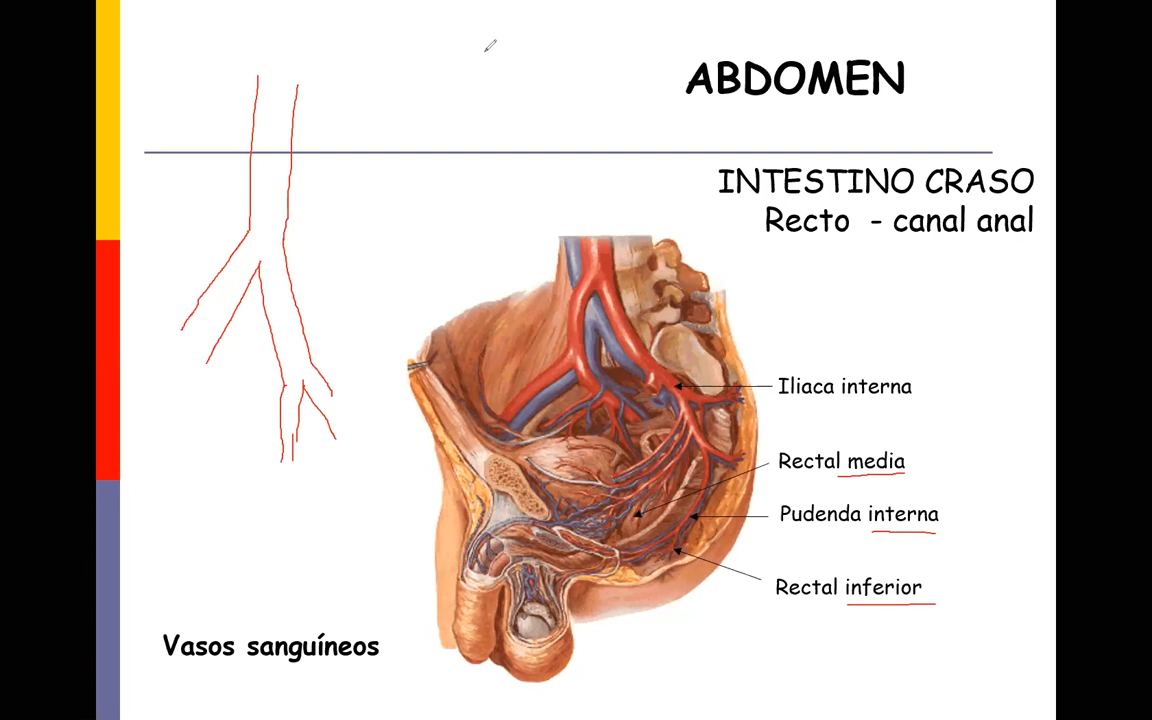 ABDOMEN
INTESTINO CRASO
Recto - canal anal
Iliaca interna
Rectal media
Pudenda interna
Rectal inferior
Vasos sanguíneos